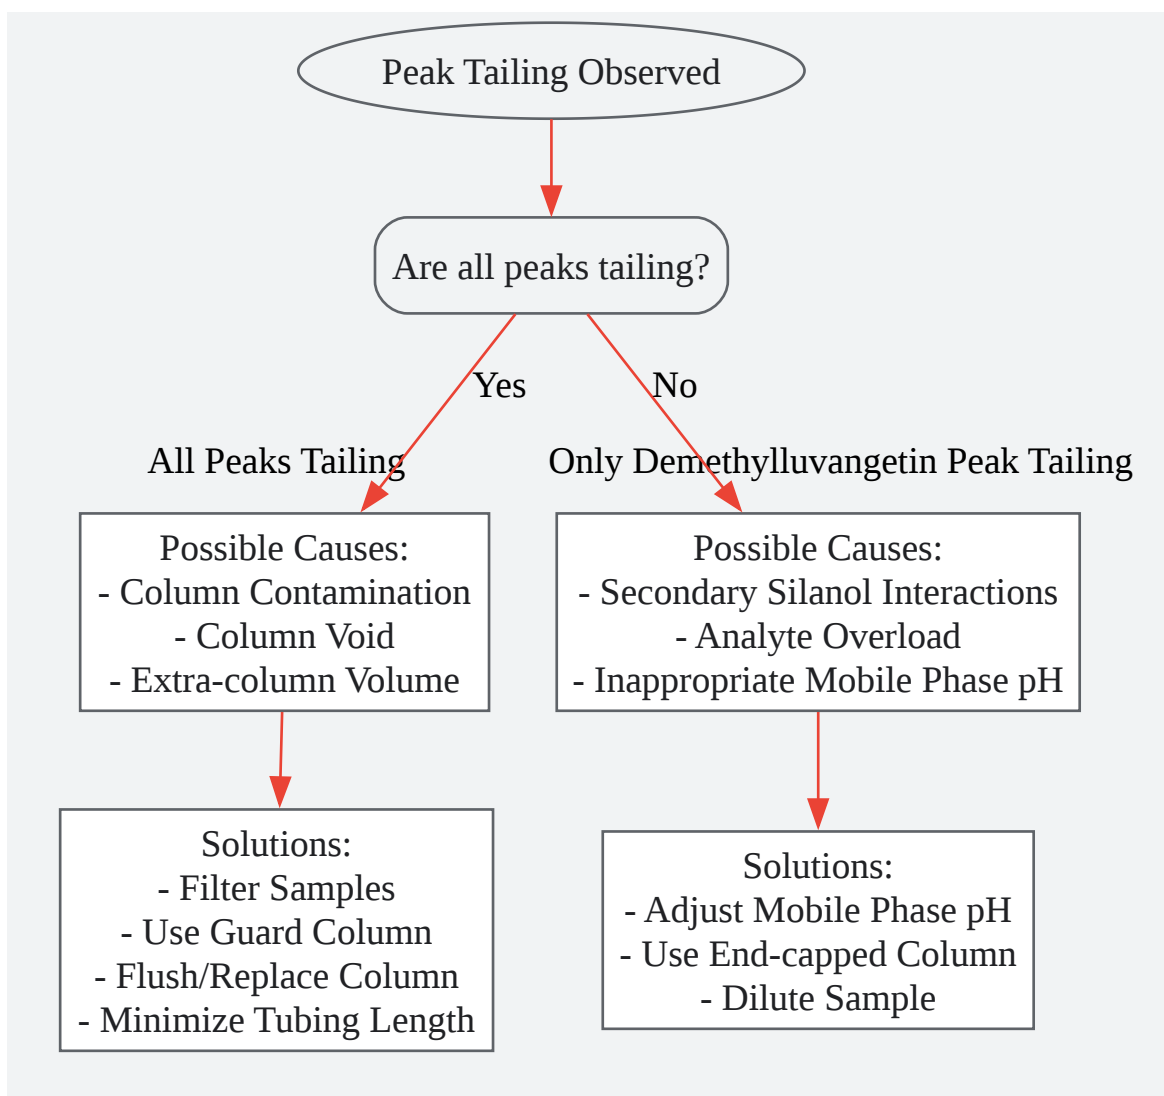 Peak Tailing Observed
Are all peaks tailing?
Yes
No
All Peaks Tailing
Only Demethylluvangetin Peak Tailing
Possible Causes:
- Column Contamination
- Column Void
- Extra-column Volume
Possible Causes:
- Secondary Silanol Interactions
- Analyte Overload
- Inappropriate Mobile Phase pH
Solutions:
- Filter Samples
- Use Guard Column
- Flush/Replace Column
- Minimize Tubing Length
Solutions:
- Adjust Mobile Phase pH
- Use End-capped Column
- Dilute Sample